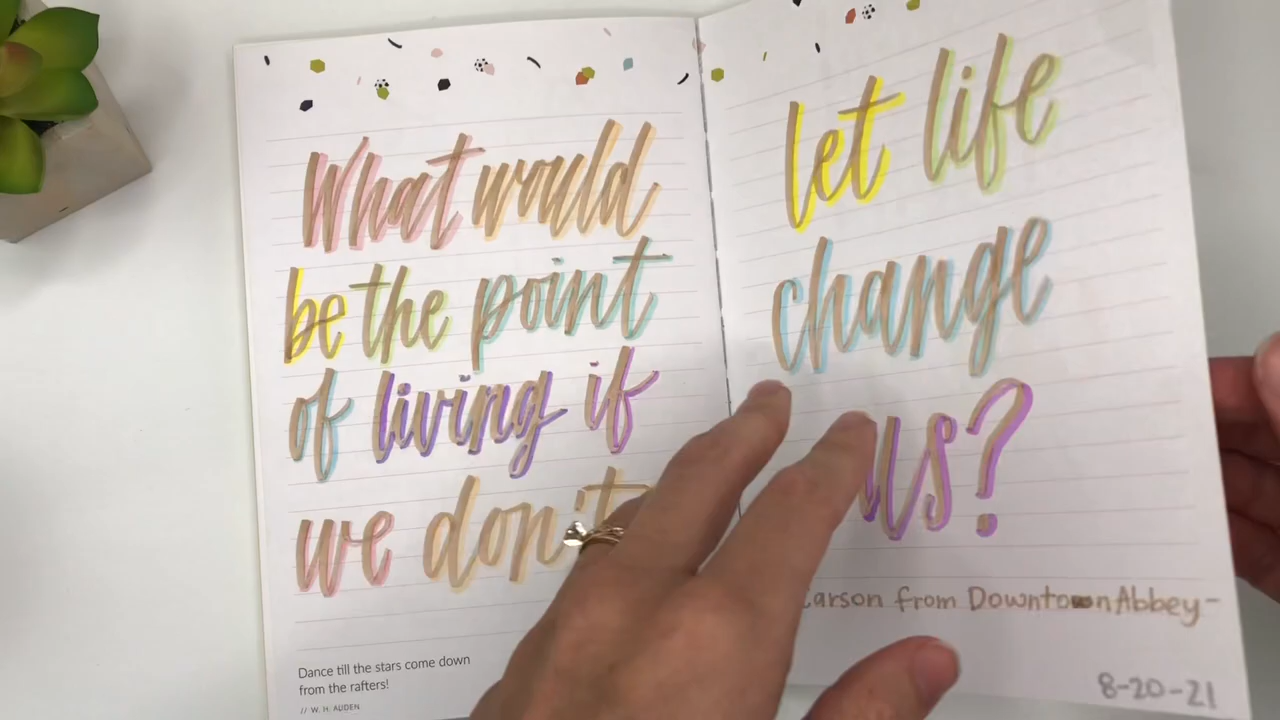 What would
be the point
of living if
we don't
Dance till the stars come down
from the rafters!
// W. H. AUDEN
let life
change
us?
Carson from Downtown Abbey-
8-20-21